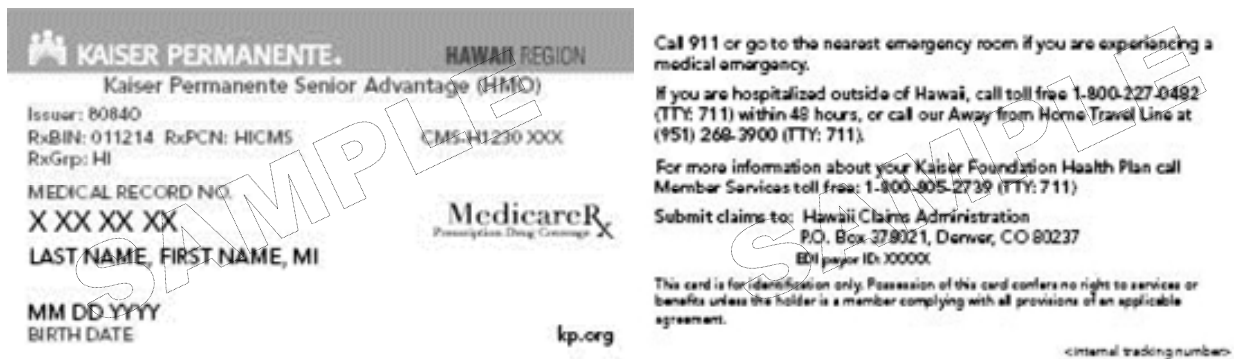 KAISER PERMANENTE®
HAWAII REGION
Kaiser Permanente Senior Advantage (HMO)
Issuer: 80840
RxBIN: 011214 RxPCN: HICMS
CMS-H1230 XXX
RxGrp: HI
MEDICAL RECORD NO.
X XX XX XX
MedicareRx
Prescription Drug Coverage
LAST NAME, FIRST NAME, MI
MM DD YYYY
BIRTH DATE
kp.org
SAMPLE
Call 911 or go to the nearest emergency room if you are experiencing a
medical emergency.
If you are hospitalized outside of Hawaii, call toll free 1-800-227-0482
(TTY: 711) within 48 hours, or call our Away from Home Travel Line at
(951) 268-3900 (TTY: 711).
For more information about your Kaiser Foundation Health Plan call
Member Services toll free: 1-800-805-2739 (TTY: 711)
Submit claims to: Hawaii Claims Administration
P.O. Box 378021, Denver, CO 80237
EDI payor ID: XXXXX
This card is for identification only. Possession of this card confers no right to services or
benefits unless the holder is a member complying with all provisions of an applicable
agreement.
<internal tracking number>
SAMPLE